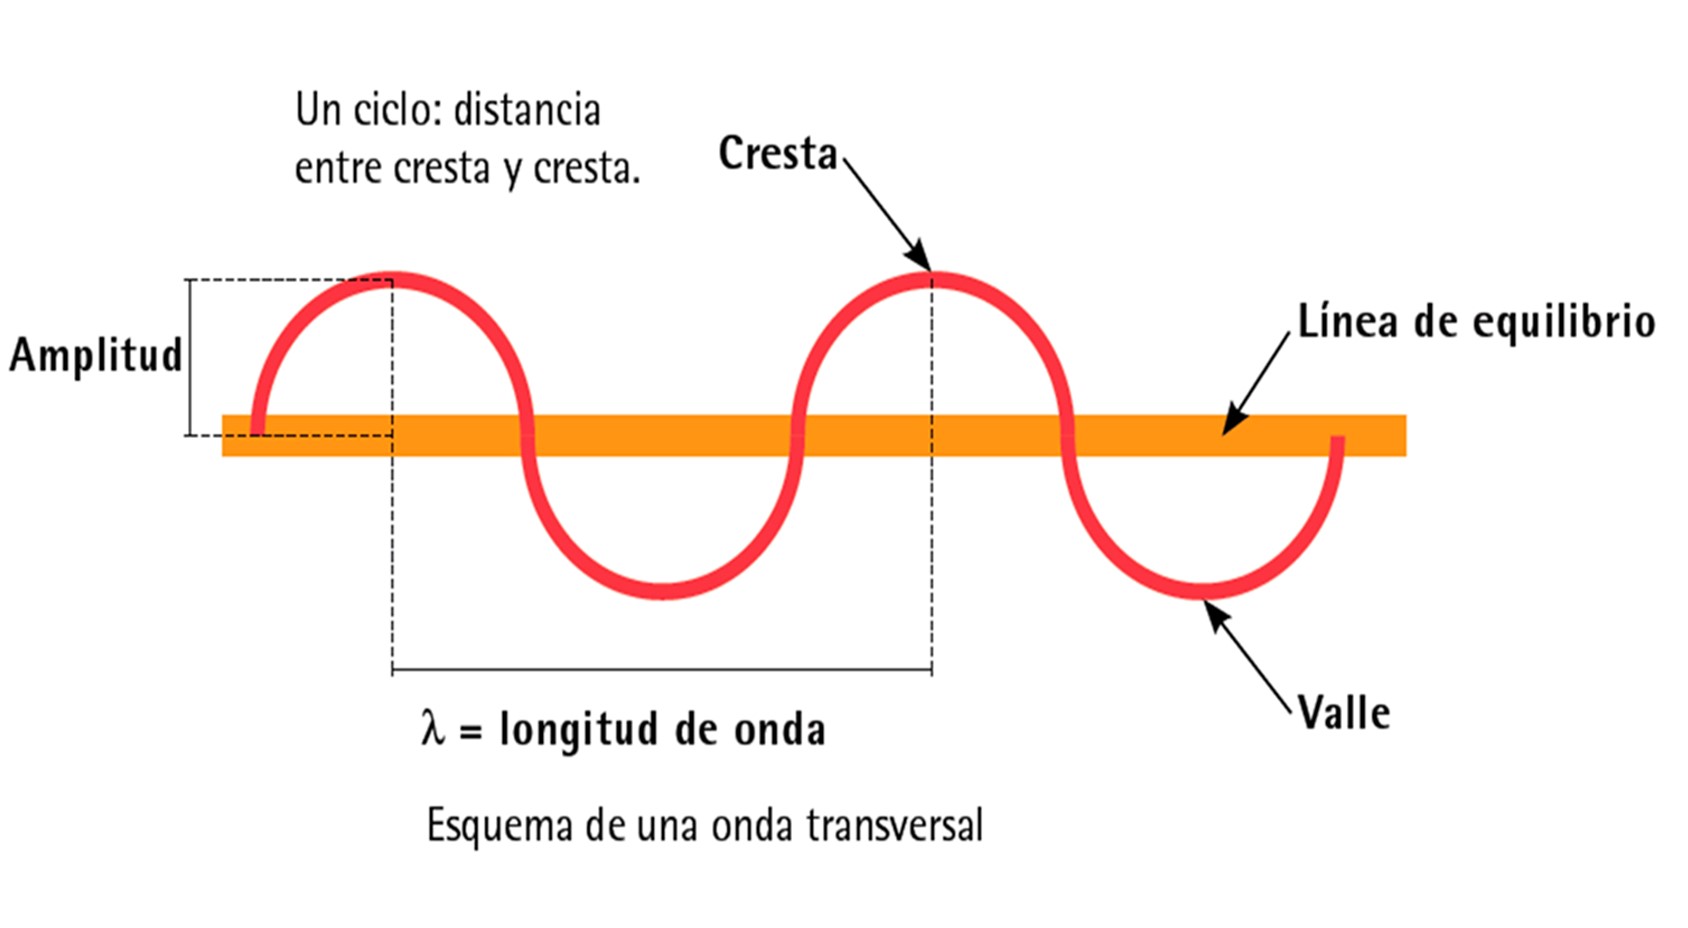 Un ciclo: distancia
entre cresta y cresta.
Cresta
Línea de equilibrio
Amplitud
Valle
λ = longitud de onda
Esquema de una onda transversal